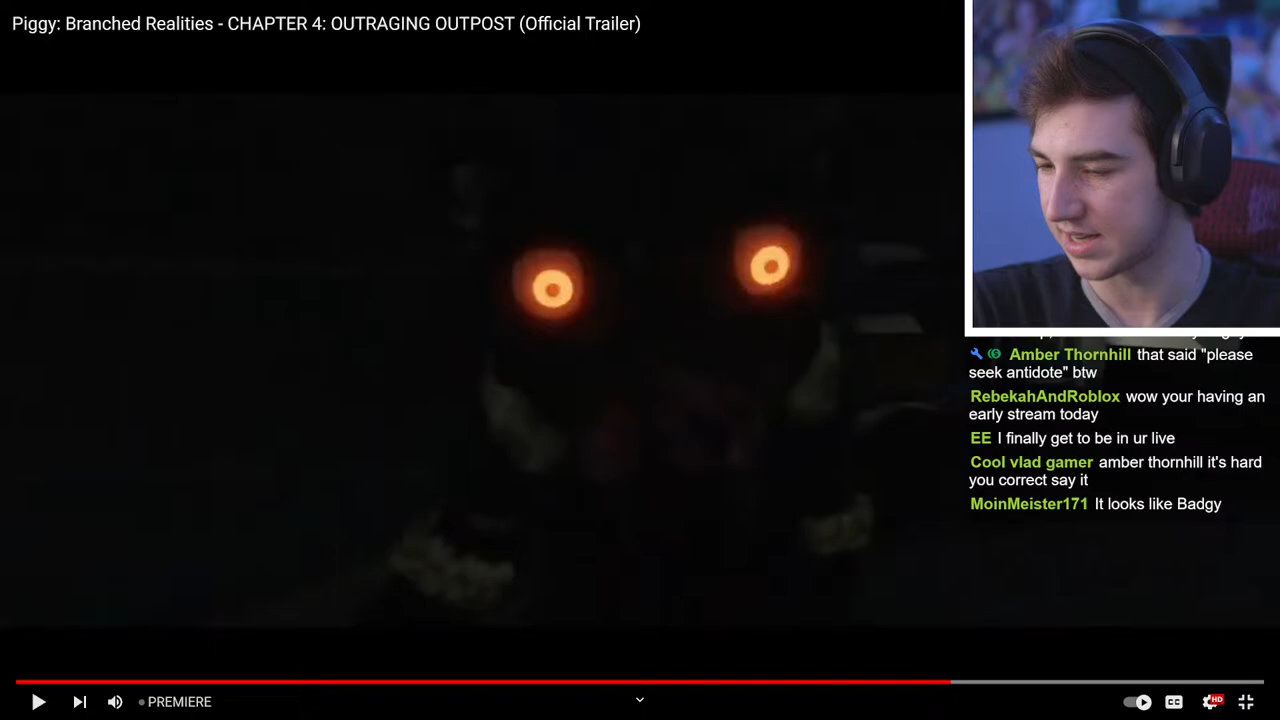 Piggy: Branched Realities - CHAPTER 4: OUTRAGING OUTPOST (Official Trailer)
Amber Thornhill that said "please
seek antidote" btw
RebekahAndRoblox wow your having an
early stream today
EE I finally get to be in ur live
Cool vlad gamer amber thornhill it's hard
you correct say it
MoinMeister171 It looks like Badgy
PREMIERE
CC
HD